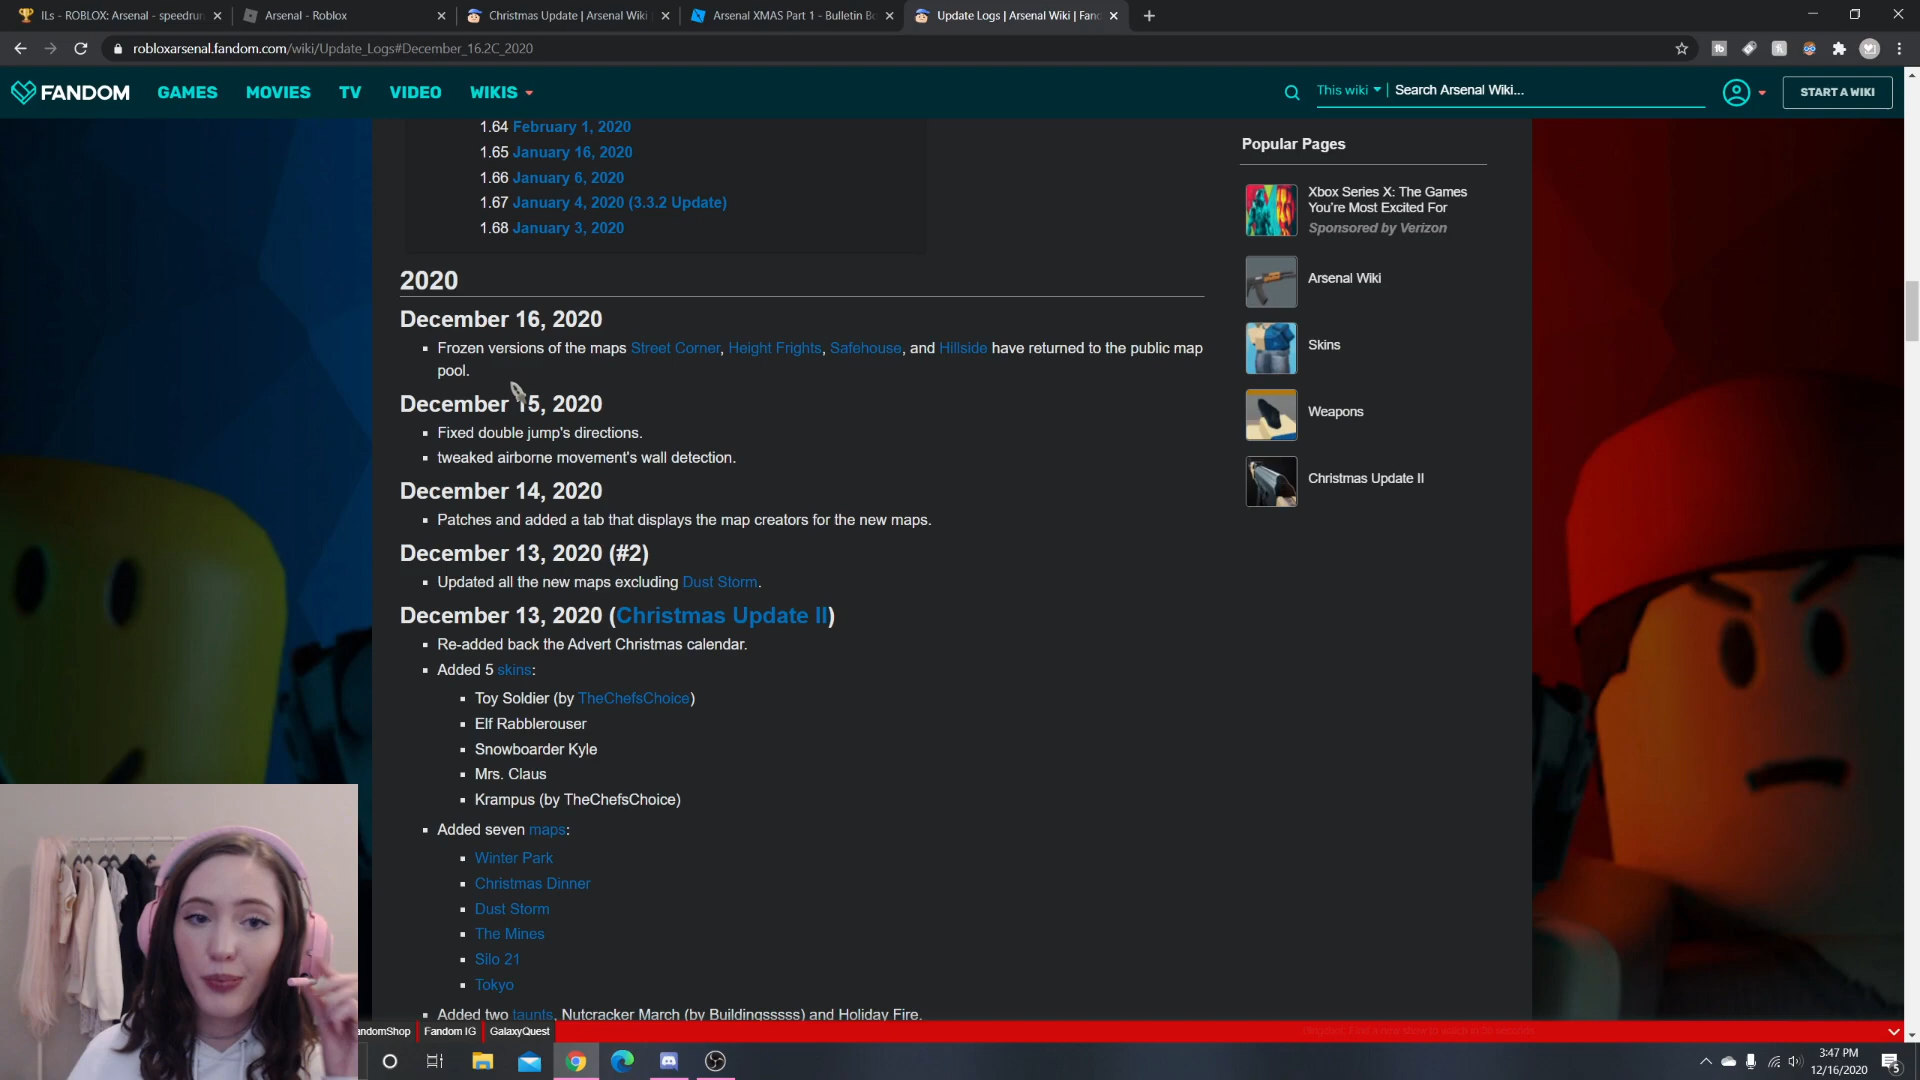 ILs - ROBLOX: Arsenal - speedrun
Arsenal - Roblox
Christmas Update | Arsenal Wiki
Arsenal XMAS Part 1 - Bulletin Bo
Update Logs | Arsenal Wiki | Fand
robloxarsenal.fandom.com/wiki/Update_Logs#December_16.2C_2020
FANDOM
GAMES
MOVIES
TV
VIDEO
WIKIS
This wiki
Search Arsenal Wiki...
START A WIKI
1.64 February 1, 2020
1.65 January 16, 2020
1.66 January 6, 2020
1.67 January 4, 2020 (3.3.2 Update)
1.68 January 3, 2020
2020
December 16, 2020
Frozen versions of the maps Street Corner, Height Frights, Safehouse, and Hillside have returned to the public map
pool.
December 15, 2020
Fixed double jump's directions.
tweaked airborne movement's wall detection.
December 14, 2020
Patches and added a tab that displays the map creators for the new maps.
December 13, 2020 (#2)
Updated all the new maps excluding Dust Storm.
December 13, 2020 (Christmas Update II)
Re-added back the Advert Christmas calendar.
Added 5 skins:
Toy Soldier (by TheChefsChoice)
Elf Rabblerouser
Snowboarder Kyle
Mrs. Claus
Krampus (by TheChefsChoice)
Added seven maps:
Winter Park
Christmas Dinner
Dust Storm
The Mines
Silo 21
Tokyo
Added two taunts, Nutcracker March (by Buildingsssss) and Holiday Fire.
Popular Pages
Xbox Series X: The Games
You're Most Excited For
Sponsored by Verizon
Arsenal Wiki
Skins
Weapons
Christmas Update II
andomShop
Fandom IG
GalaxyQuest
3:47 PM
12/16/2020
5